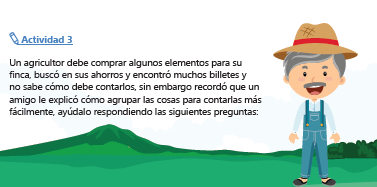 Actividad 3
Un agricultor debe comprar algunos elementos para su
finca, buscó en sus ahorros y encontró muchos billetes y
no sabe cómo debe contarlos, sin embargo recordó que un
amigo le explicó cómo agrupar las cosas para contarlas más
fácilmente, ayúdalo respondiendo las siguientes preguntas: